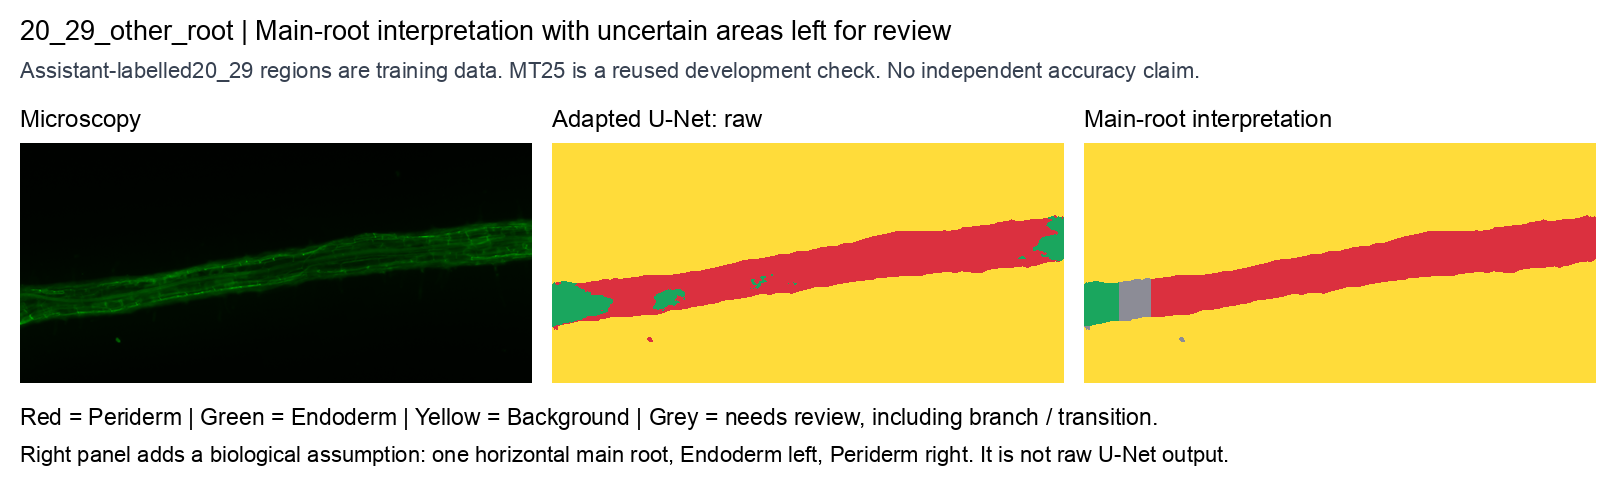 20_29_other_root | Main-root interpretation with uncertain areas left for review
Assistant-labelled20_29 regions are training data. MT25 is a reused development check. No independent accuracy claim.
Microscopy
Adapted U-Net: raw
Main-root interpretation
Red = Periderm | Green = Endoderm | Yellow = Background | Grey = needs review, including branch / transition.
Right panel adds a biological assumption: one horizontal main root, Endoderm left, Periderm right. It is not raw U-Net output.